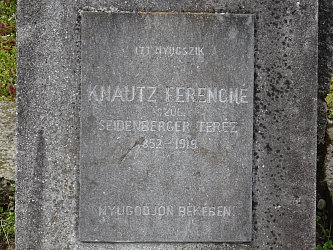 ITT NYUGSZIK
KNAUTZ FERENCNÉ
SZÜL.
SEIDENBERGER TERÉZ
1852-1919
NYUGODJON BÉKÉBEN!